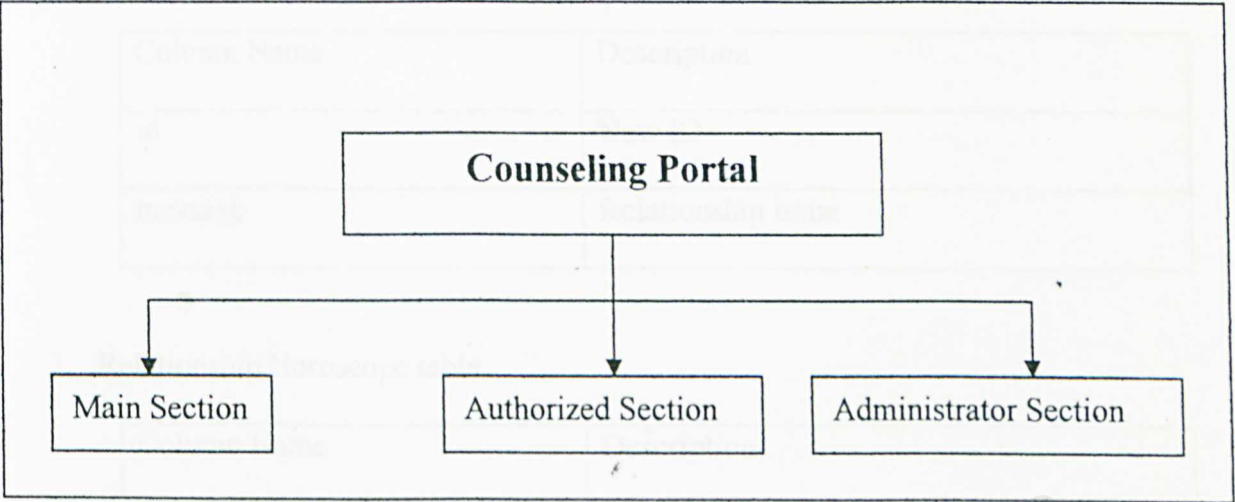 Counseling Portal
Main Section
Authorized Section
Administrator Section